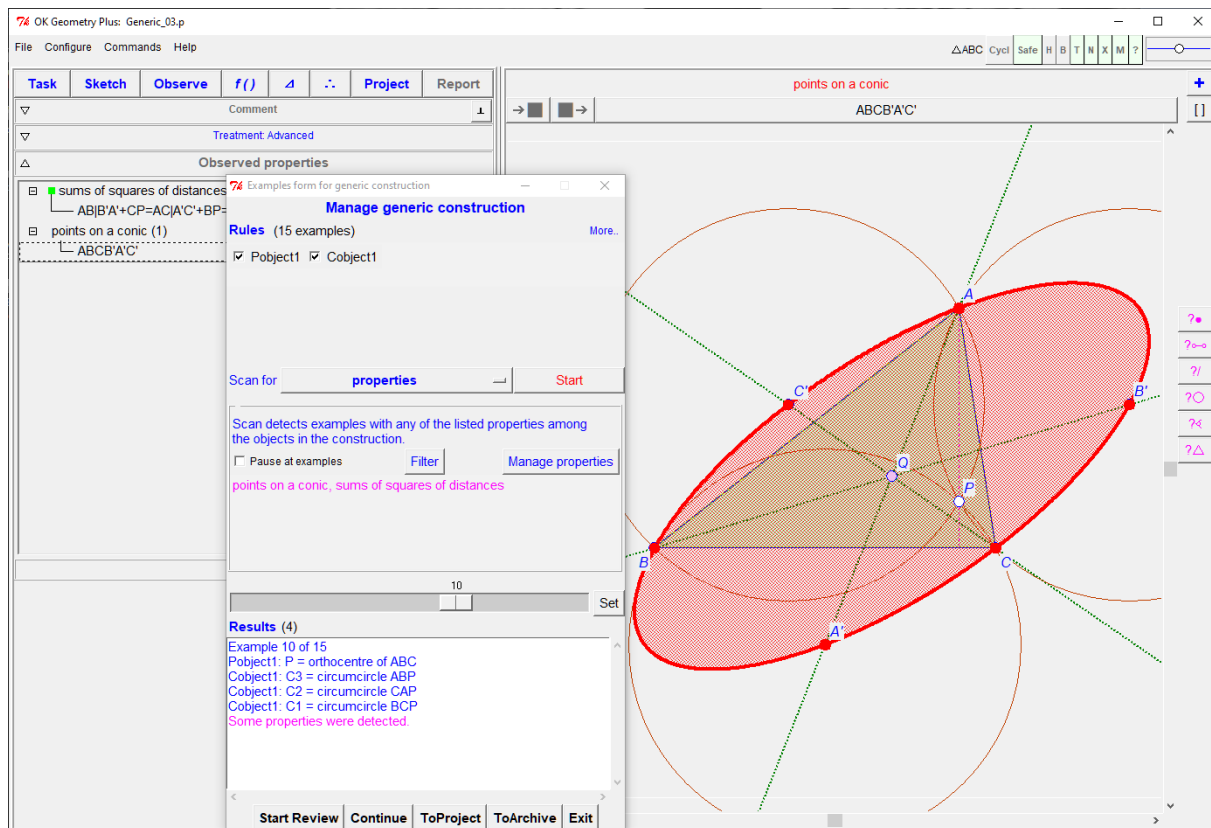 OK Geometry Plus: Generic_03.p
File Configure Commands Help
△ABC Cycl Safe H B T N X M ?
Task Sketch Observe f() ⊿ ∴ Project Report
points on a conic
+
Comment
ABCB'A'C'
[ ]
Treatment: Advanced
Observed properties
sums of squares of distances
AB|B'A'+CP=AC|A'C'+BP=
points on a conic (1)
ABCB'A'C'
Examples form for generic construction
Manage generic construction
Rules (15 examples)
More..
Pobject1 Cobject1
Scan for properties Start
Scan detects examples with any of the listed properties among
the objects in the construction.
Pause at examples Filter Manage properties
points on a conic, sums of squares of distances
10
Set
Results (4)
Example 10 of 15
Pobject1: P = orthocentre of ABC
Cobject1: C3 = circumcircle ABP
Cobject1: C2 = circumcircle CAP
Cobject1: C1 = circumcircle BCP
Some properties were detected.
Start Review Continue ToProject ToArchive Exit
A
C'
B'
Q
P
B
C
A'
?●
?o-o
?/
?○
?∢
?△